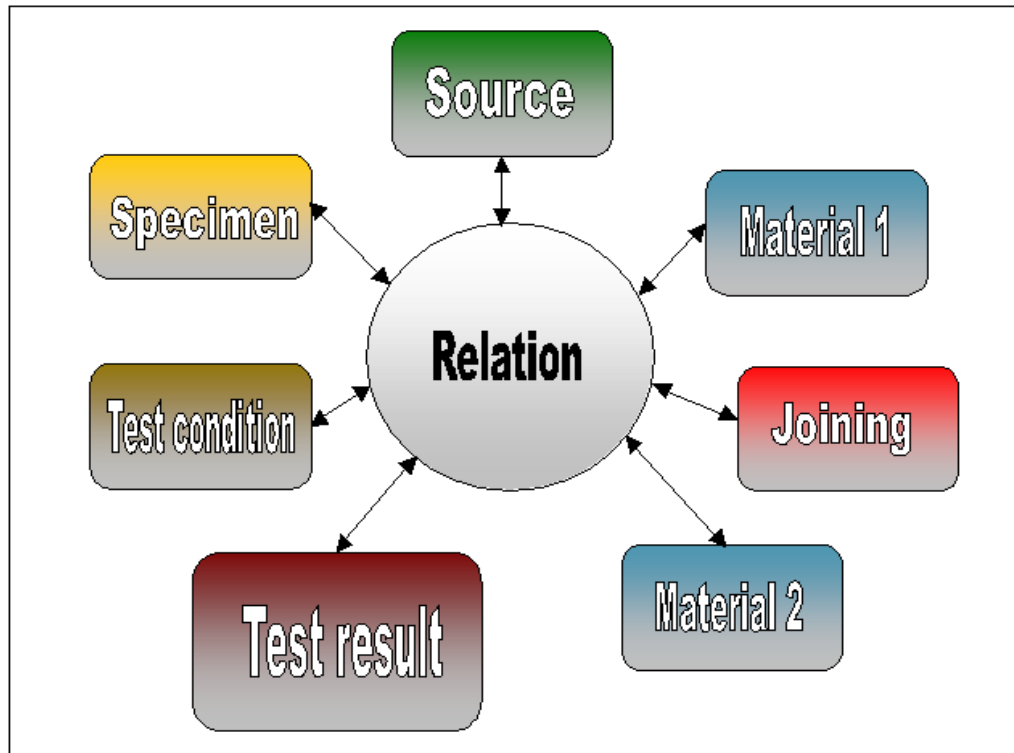 Source
Specimen
Material 1
Relation
Test condition
Joining
Material 2
Test result